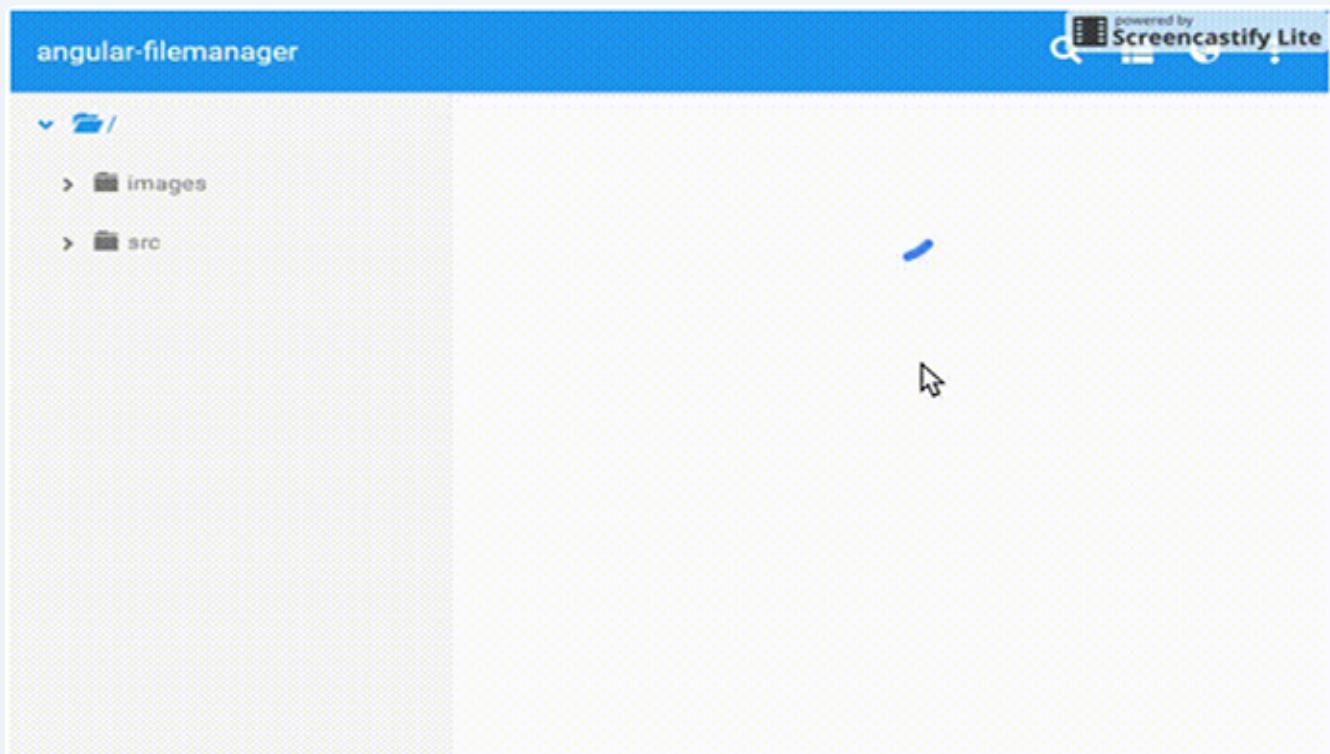 angular-filemanager
powered by
Screencastify Lite
/
images
src